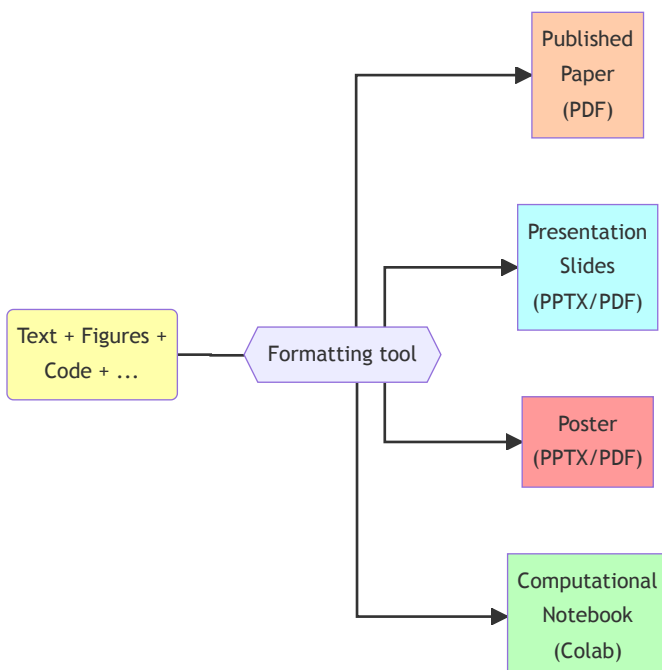 Published
Paper
(PDF)
Presentation
Slides
(PPTX/PDF)
Text + Figures +
Code + ...
Formatting tool
Poster
(PPTX/PDF)
Computational
Notebook
(Colab)